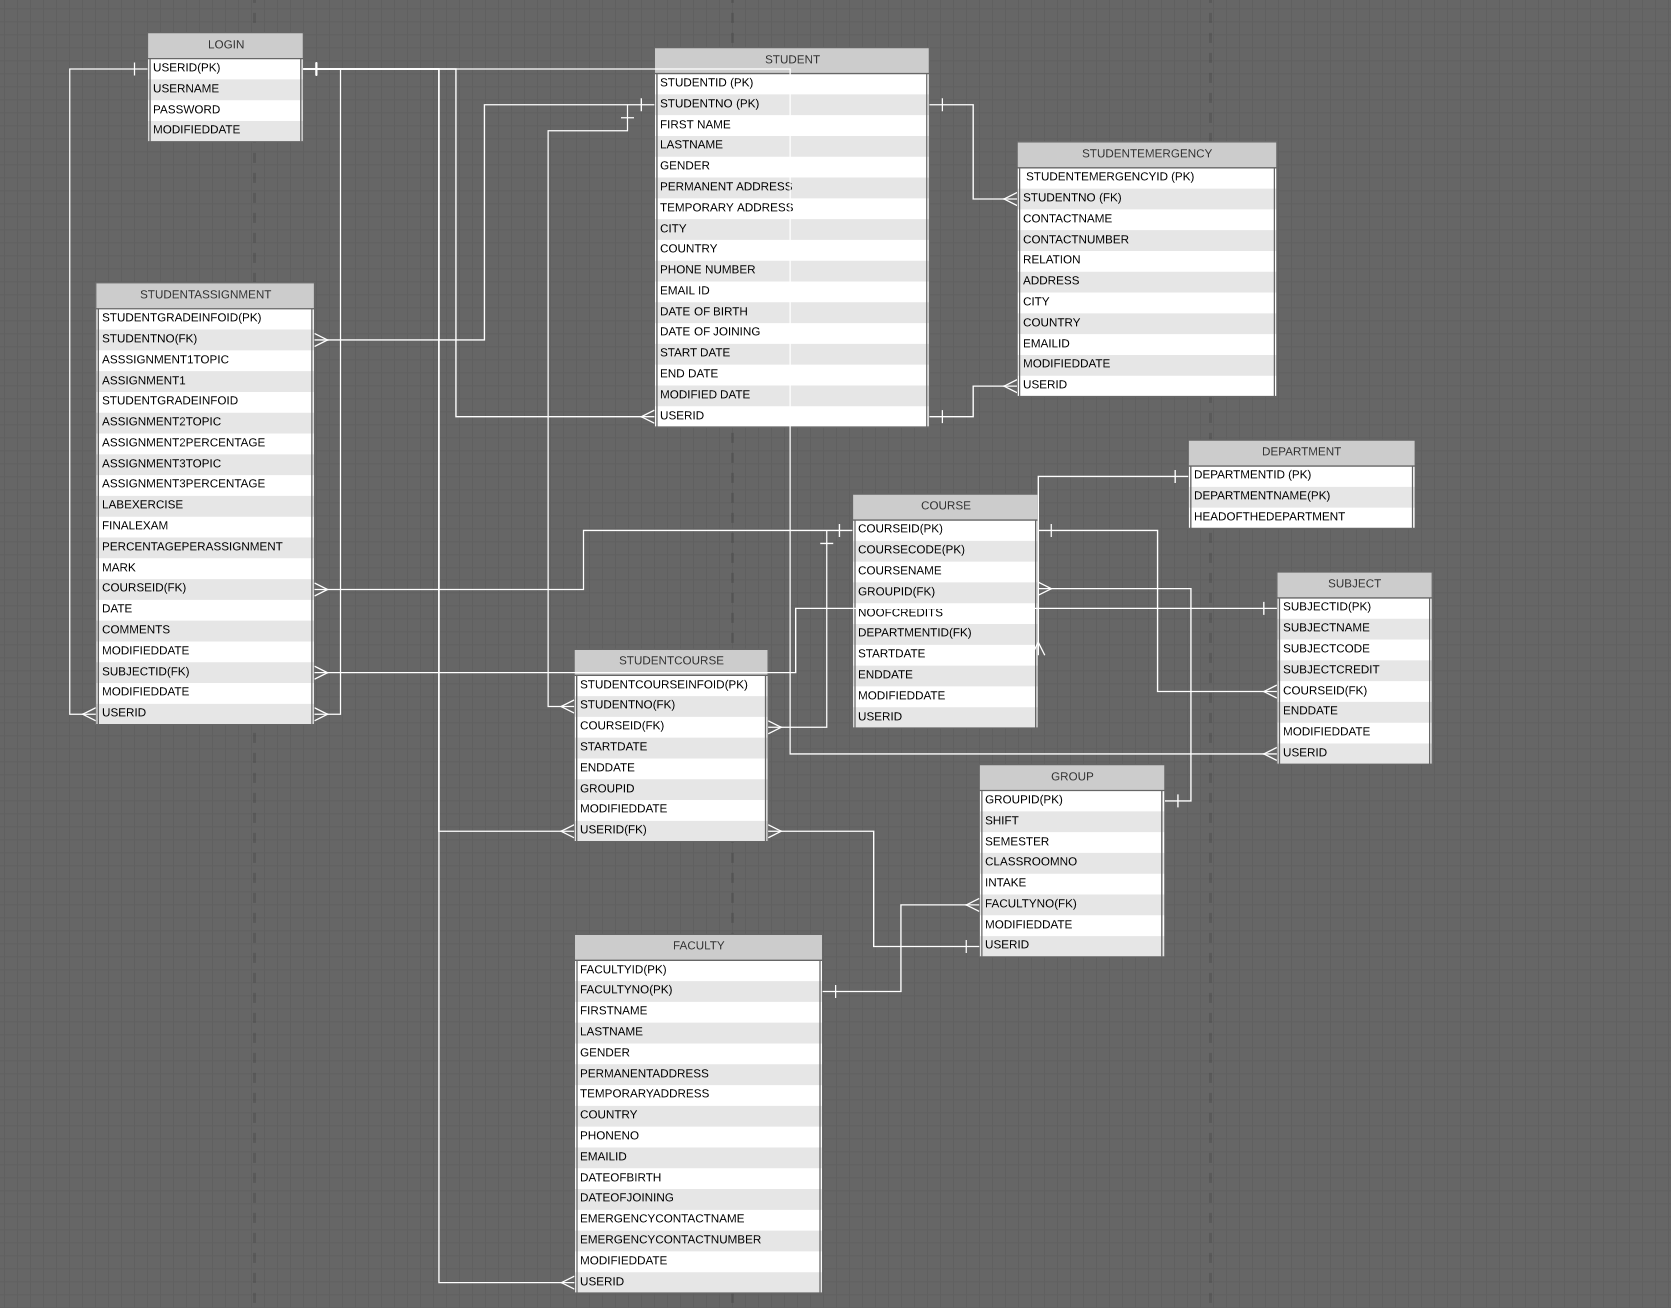 LOGIN
USERID(PK)
USERNAME
PASSWORD
MODIFIEDDATE
STUDENT
STUDENTID (PK)
STUDENTNO (PK)
FIRST NAME
LASTNAME
GENDER
PERMANENT ADDRESS
TEMPORARY ADDRESS
CITY
COUNTRY
PHONE NUMBER
EMAIL ID
DATE OF BIRTH
DATE OF JOINING
START DATE
END DATE
MODIFIED DATE
USERID
STUDENTEMERGENCY
STUDENTEMERGENCYID (PK)
STUDENTNO (FK)
CONTACTNAME
CONTACTNUMBER
RELATION
ADDRESS
CITY
COUNTRY
EMAILID
MODIFIEDDATE
USERID
STUDENTASSIGNMENT
STUDENTGRADEINFOID(PK)
STUDENTNO(FK)
ASSSIGNMENT1TOPIC
ASSIGNMENT1
STUDENTGRADEINFOID
ASSIGNMENT2TOPIC
ASSIGNMENT2PERCENTAGE
ASSIGNMENT3TOPIC
ASSIGNMENT3PERCENTAGE
LABEXERCISE
FINALEXAM
PERCENTAGEPERASSIGNMENT
MARK
COURSEID(FK)
DATE
COMMENTS
MODIFIEDDATE
SUBJECTID(FK)
MODIFIEDDATE
USERID
DEPARTMENT
DEPARTMENTID (PK)
DEPARTMENTNAME(PK)
HEADOFTHEDEPARTMENT
COURSE
COURSEID(PK)
COURSECODE(PK)
COURSENAME
GROUPID(FK)
NOOFCREDITS
DEPARTMENTID(FK)
STARTDATE
ENDDATE
MODIFIEDDATE
USERID
SUBJECT
SUBJECTID(PK)
SUBJECTNAME
SUBJECTCODE
SUBJECTCREDIT
COURSEID(FK)
ENDDATE
MODIFIEDDATE
USERID
STUDENTCOURSE
STUDENTCOURSEINFOID(PK)
STUDENTNO(FK)
COURSEID(FK)
STARTDATE
ENDDATE
GROUPID
MODIFIEDDATE
USERID(FK)
GROUP
GROUPID(PK)
SHIFT
SEMESTER
CLASSROOMNO
INTAKE
FACULTYNO(FK)
MODIFIEDDATE
USERID
FACULTY
FACULTYID(PK)
FACULTYNO(PK)
FIRSTNAME
LASTNAME
GENDER
PERMANENTADDRESS
TEMPORARYADDRESS
COUNTRY
PHONENO
EMAILID
DATEOFBIRTH
DATEOFJOINING
EMERGENCYCONTACTNAME
EMERGENCYCONTACTNUMBER
MODIFIEDDATE
USERID